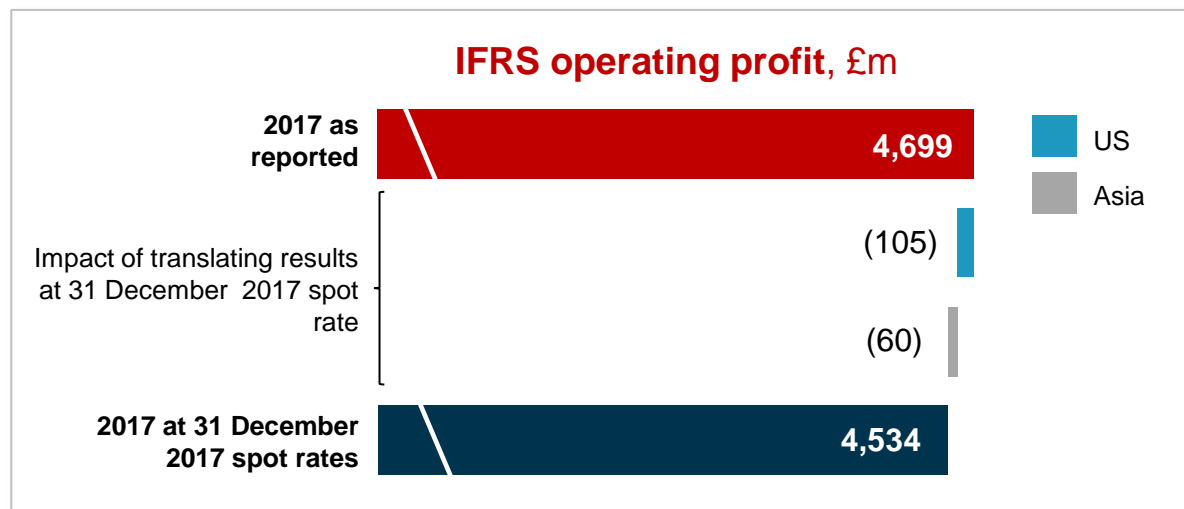 IFRS operating profit, £m
2017 as
reported
4,699
US
Asia
(105)
Impact of translating results
at 31 December 2017 spot
rate
(60)
2017 at 31 December
2017 spot rates
4,534